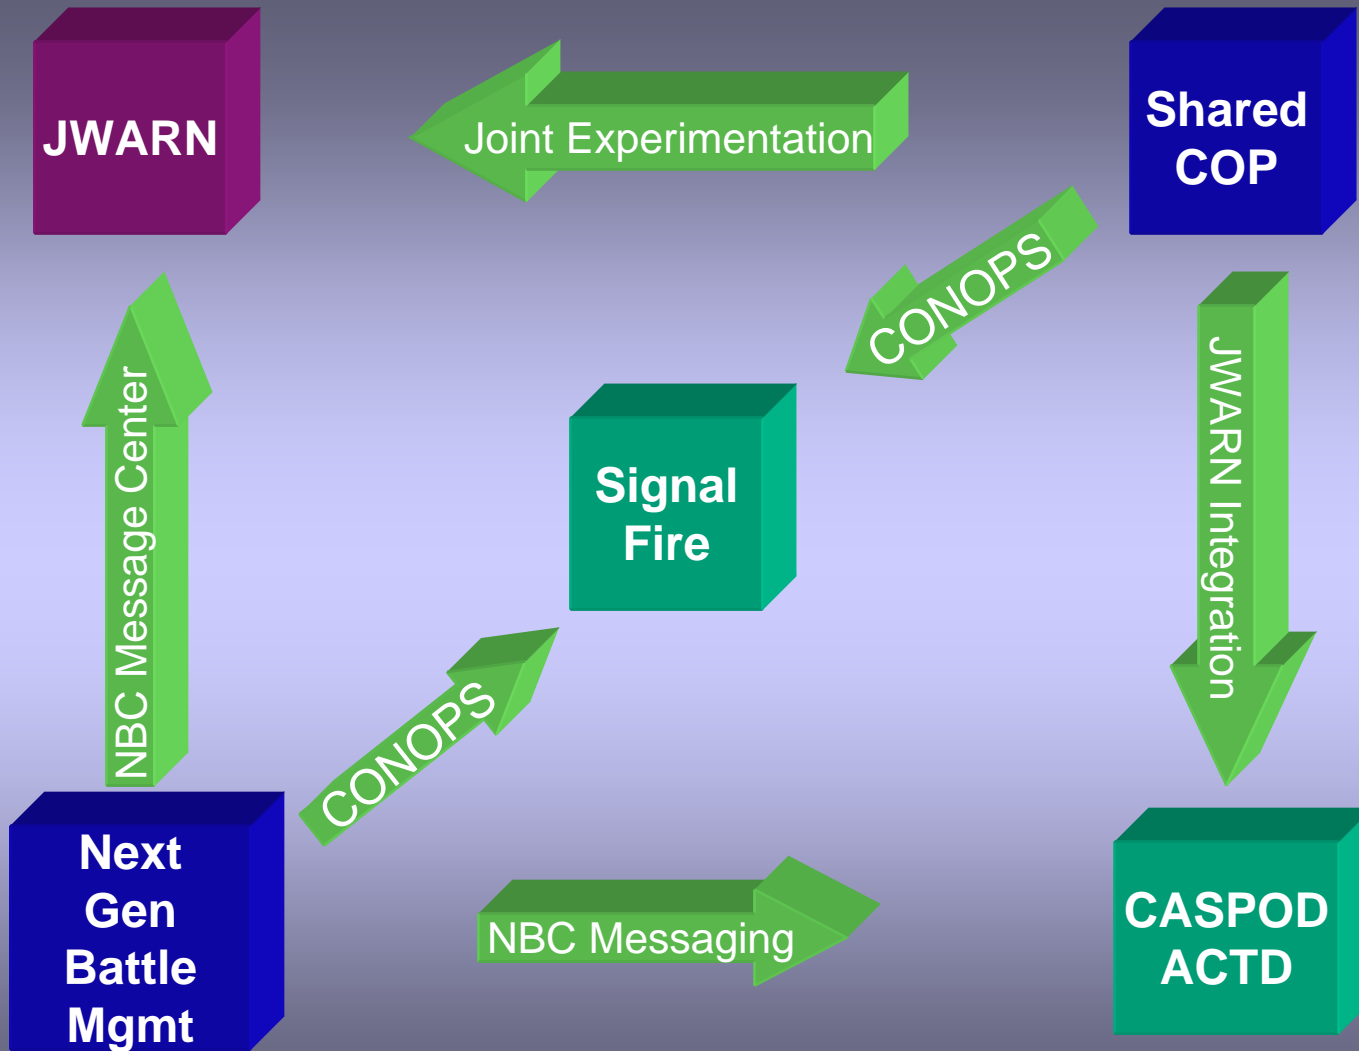 JWARN
Joint Experimentation
Shared
COP
CONOPS
NBC Message Center
JWARN Integration
Signal
Fire
CONOPS
Next
Gen
Battle
Mgmt
NBC Messaging
CASPOD
ACTD